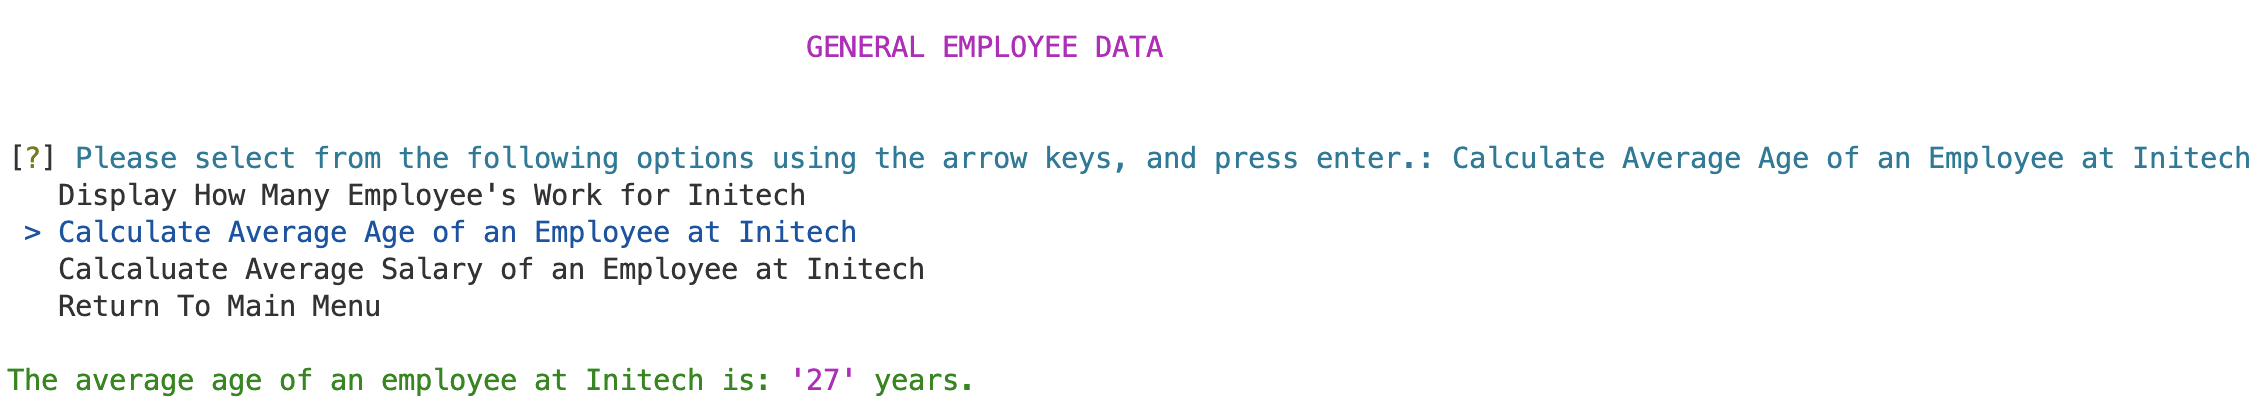 GENERAL EMPLOYEE DATA
[?] Please select from the following options using the arrow keys, and press enter.: Calculate Average Age of an Employee at Initech
Display How Many Employee's Work for Initech
> Calculate Average Age of an Employee at Initech
Calcaluate Average Salary of an Employee at Initech
Return To Main Menu
The average age of an employee at Initech is: '27' years.